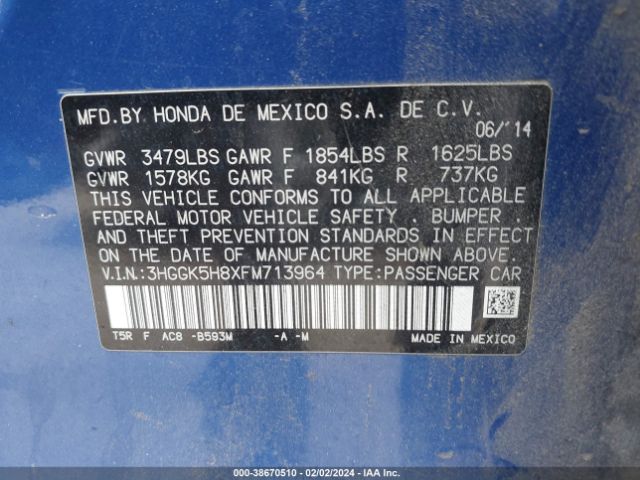 MFD.BY HONDA DE MEXICO S.A. DE C.V.
06/'14
GVWR 3479LBS GAWR F 1854LBS R 1625LBS
GVWR 1578KG GAWR F 841KG R 737KG
THIS VEHICLE CONFORMS TO ALL APPLICABLE
FEDERAL MOTOR VEHICLE SAFETY . BUMPER .
AND THEFT PREVENTION STANDARDS IN EFFECT
ON THE DATE OF MANUFACTURE SHOWN ABOVE.
V.I.N.:3HGGK5H8XFM713964 TYPE:PASSENGER CAR
T5R F AC8 -B593M -A -M MADE IN MEXICO
000-38670510 - 02/02/2024 - IAA Inc.